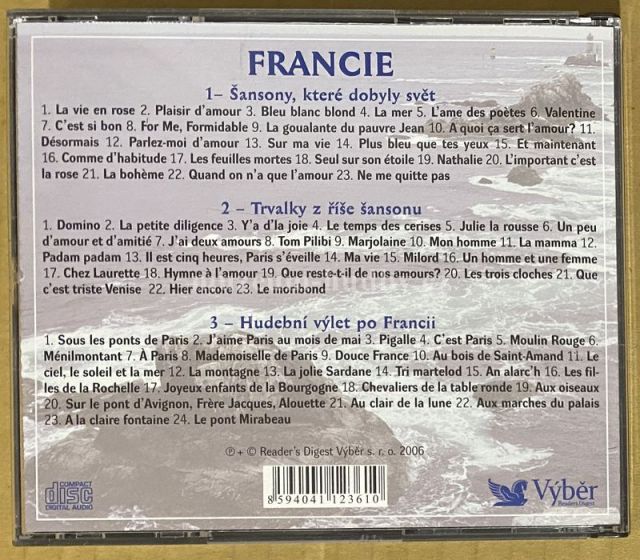 FRANCIE
1– Šansony, které dobyly svět
1. La vie en rose 2. Plaisir d'amour 3. Bleu blanc blond 4. La mer 5. L'ame des poètes 6. Valentine
7. C'est si bon 8. For Me, Formidable 9. La goualante du pauvre Jean 10. A quoi ça sert l'amour? 11.
Désormais 12. Parlez-moi d'amour 13. Sur ma vie 14. Plus bleu que tes yeux 15. Et maintenant
16. Comme d'habitude 17. Les feuilles mortes 18. Seul sur son étoile 19. Nathalie 20. L'important c'est
la rose 21. La bohème 22. Quand on n'a que l'amour 23. Ne me quitte pas
2 – Trvalky z říše šansonu
1. Domino 2. La petite diligence 3. Y'a d'la joie 4. Le temps des cerises 5. Julie la rousse 6. Un peu
d'amour et d'amitié 7. J'ai deux amours 8. Tom Pilibi 9. Marjolaine 10. Mon homme 11. La mamma 12.
Padam padam 13. Il est cinq heures, Paris s'éveille 14. Ma vie 15. Milord 16. Un homme et une femme
17. Chez Laurette 18. Hymne à l'amour 19. Que reste-t-il de nos amours? 20. Les trois cloches 21. Que
c'est triste Venise 22. Hier encore 23. Le moribond
3 – Hudební výlet po Francii
1. Sous les ponts de Paris 2. J'aime Paris au mois de mai 3. Pigalle 4. C'est Paris 5. Moulin Rouge 6.
Ménilmontant 7. À Paris 8. Mademoiselle de Paris 9. Douce France 10. Au bois de Saint-Amand 11. Le
ciel, le soleil et la mer 12. La montagne 13. La jolie Sardane 14. Tri martelod 15. An alarc'h 16. Les fil-
les de la Rochelle 17. Joyeux enfants de la Bourgogne 18. Chevaliers de la table ronde 19. Aux oiseaux
20. Sur le pont d'Avignon, Frère Jacques, Alouette 21. Au clair de la lune 22. Aux marches du palais
23. A la claire fontaine 24. Le pont Mirabeau
℗ + © Reader's Digest Výběr s. r. o. 2006
8594041 123610
COMPACT
disc
DIGITAL AUDIO
Výběr
Reader's Digest